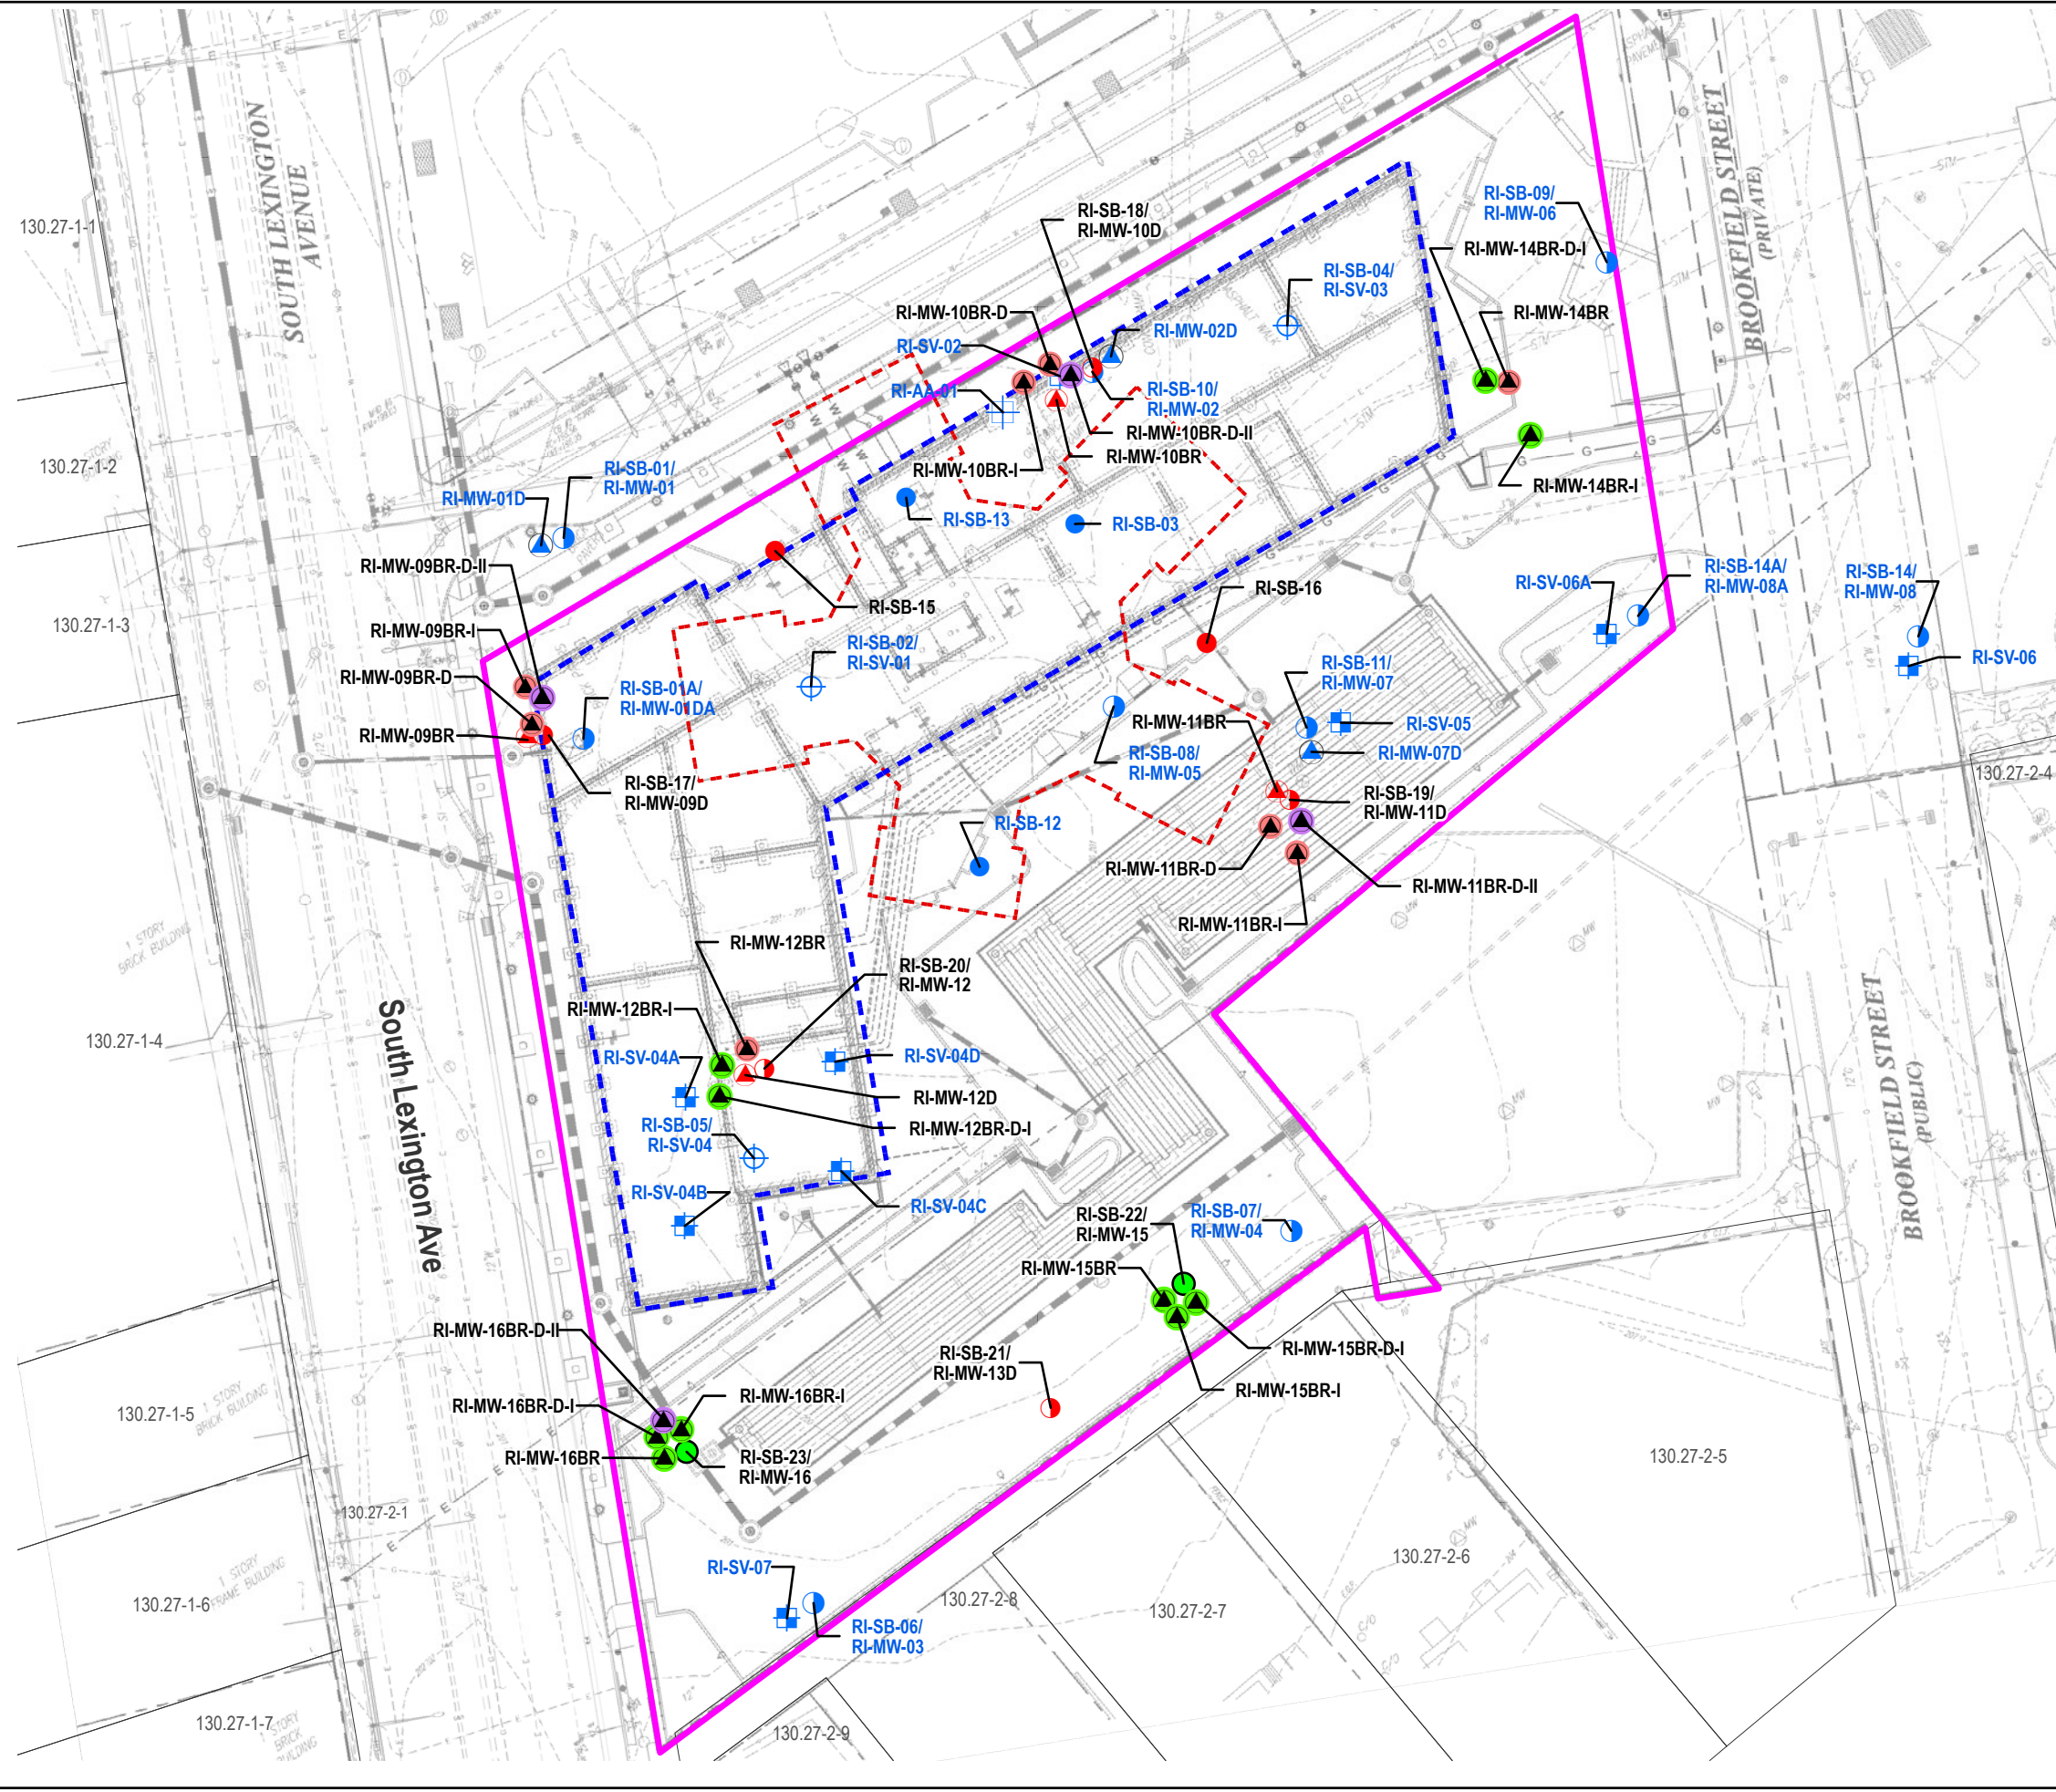 SOUTH LEXINGTON
AVENUE
BROOKFIELD STREET
(PRIVATE)
130.27-1-1
130.27-1-2
130.27-1-3
130.27-1-4
130.27-1-5
130.27-1-6
130.27-1-7
130.27-2-1
RI-SB-18/
RI-MW-10D
RI-SB-09/
RI-MW-06
RI-MW-14BR-D-I
RI-SB-04/
RI-SV-03
RI-MW-10BR-D
RI-MW-14BR
RI-MW-02D
RI-SV-02
RI-AA-01
RI-SB-10/
RI-MW-02
RI-MW-10BR-D-II
RI-MW-10BR
RI-MW-10BR-I
RI-MW-14BR-I
RI-SB-01/
RI-MW-01
RI-MW-01D
RI-SB-13
RI-SB-03
RI-MW-09BR-D-II
RI-SB-15
RI-SB-16
RI-SV-06A
RI-SB-14A/
RI-MW-08A
RI-SB-14/
RI-MW-08
RI-SV-06
RI-MW-09BR-I
RI-MW-09BR-D
RI-MW-09BR
RI-SB-01A/
RI-MW-01DA
RI-SB-02/
RI-SV-01
RI-SB-11/
RI-MW-07
RI-SV-05
RI-MW-07D
RI-MW-11BR
RI-SB-08/
RI-MW-05
RI-SB-17/
RI-MW-09D
RI-SB-19/
RI-MW-11D
130.27-2-4
RI-SB-12
RI-MW-11BR-D
RI-MW-11BR-D-II
RI-MW-11BR-I
1 STORY
BRICK BUILDING
RI-MW-12BR
RI-SB-20/
RI-MW-12
RI-MW-12BR-I
RI-SV-04A
RI-SV-04D
RI-MW-12D
RI-MW-12BR-D-I
RI-SB-05/
RI-SV-04
RI-SV-04B
RI-SV-04C
South Lexington Ave
BROOKFIELD STREET
(PUBLIC)
RI-SB-22/
RI-MW-15
RI-SB-07/
RI-MW-04
RI-MW-15BR
RI-MW-15BR-D-I
RI-MW-15BR-I
RI-SB-21/
RI-MW-13D
RI-MW-16BR-D-II
RI-MW-16BR-I
RI-MW-16BR-D-I
RI-MW-16BR
RI-SB-23/
RI-MW-16
1 STORY
BRICK BUILDING
1 STORY
FRAME BUILDING
RI-SV-07
RI-SB-06/
RI-MW-03
130.27-2-5
130.27-2-6
130.27-2-7
130.27-2-8
130.27-2-9